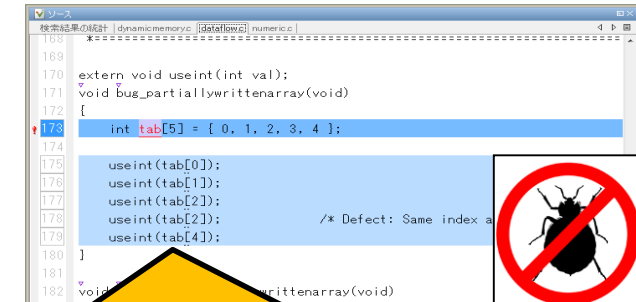 ソース
検索結果の統計 dynamicmemory.c dataflow.c numeric.c
168 *================================================================
169
170 extern void useint(int val);
171 void bug_partiallywrittenarray(void)
172 {
173 int tab[5] = { 0, 1, 2, 3, 4 };
174
175 useint(tab[0]);
176 useint(tab[1]);
177 useint(tab[2]);
178 useint(tab[2]); /* Defect: Same index a
179 useint(tab[4]);
180 }
181
182 void writtenarray(void)